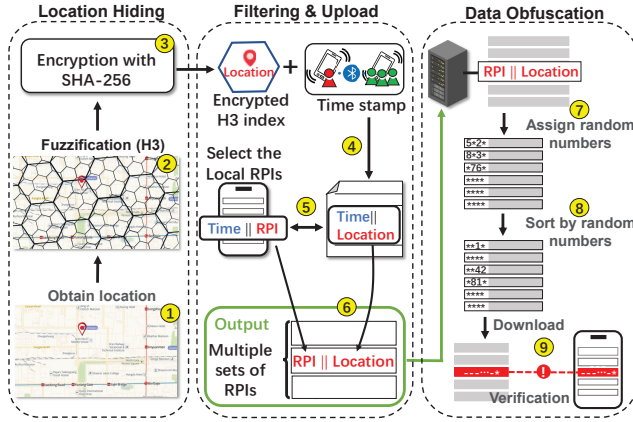 Location Hiding
3
Encryption with
SHA-256
Fuzzification (H3)
2
Obtain location
1
Filtering & Upload
Location
+
Encrypted
H3 index
Time stamp
4
Select the
Local RPIs
5
Time || RPI
Time||
Location
6
Output
Multiple
sets of
RPIs
RPI || Location
Data Obfuscation
RPI || Location
7
Assign random
numbers
5*2*
8*3*
*76*
****
****
****
8
Sort by random
numbers
**1*
****
**42
*81*
****
****
Download
9
Verification